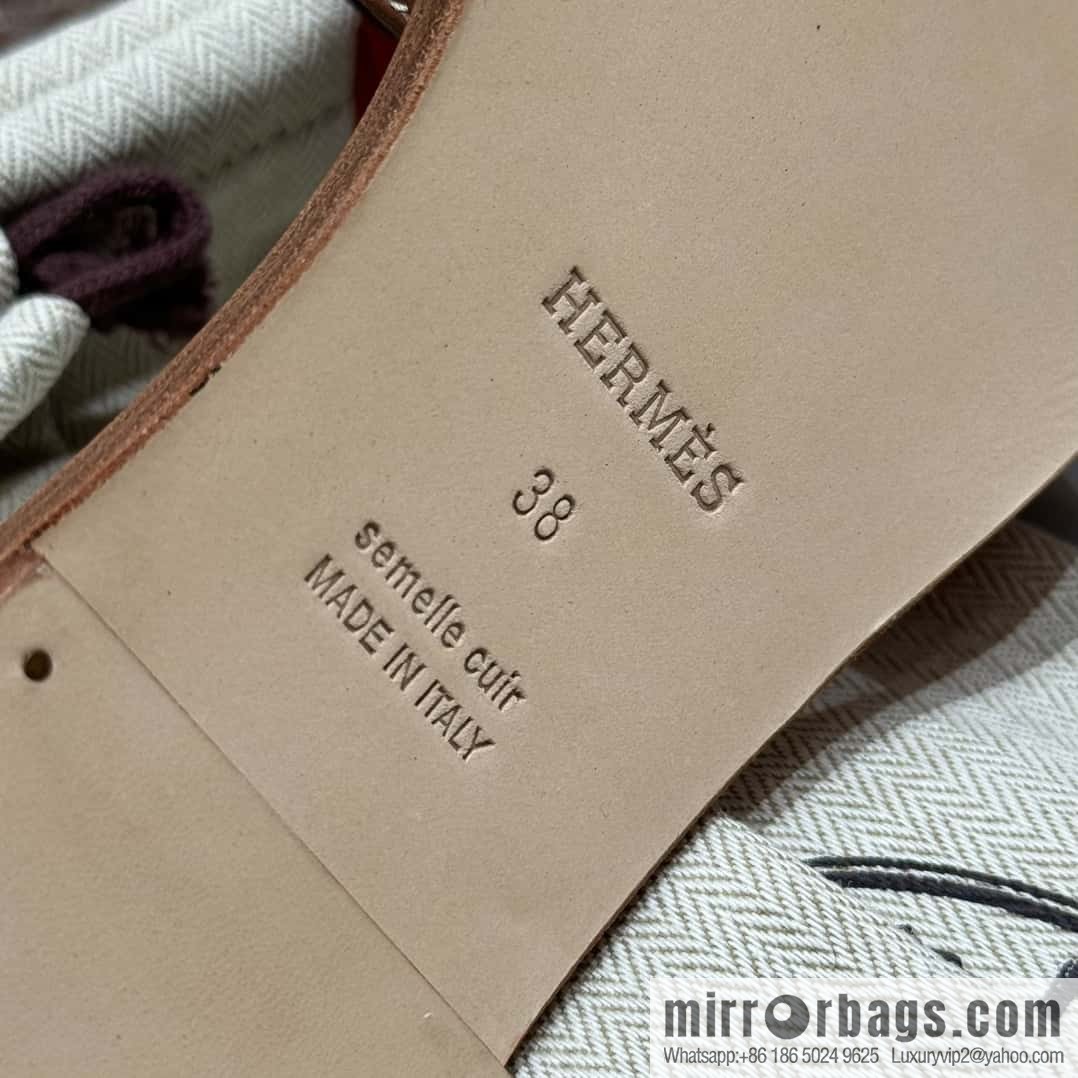 HERMÈS
38
semelle cuir
MADE IN ITALY
mirrorbags.com
Whatsapp:+86 186 5024 9625 Luxuryvip2@yahoo.com